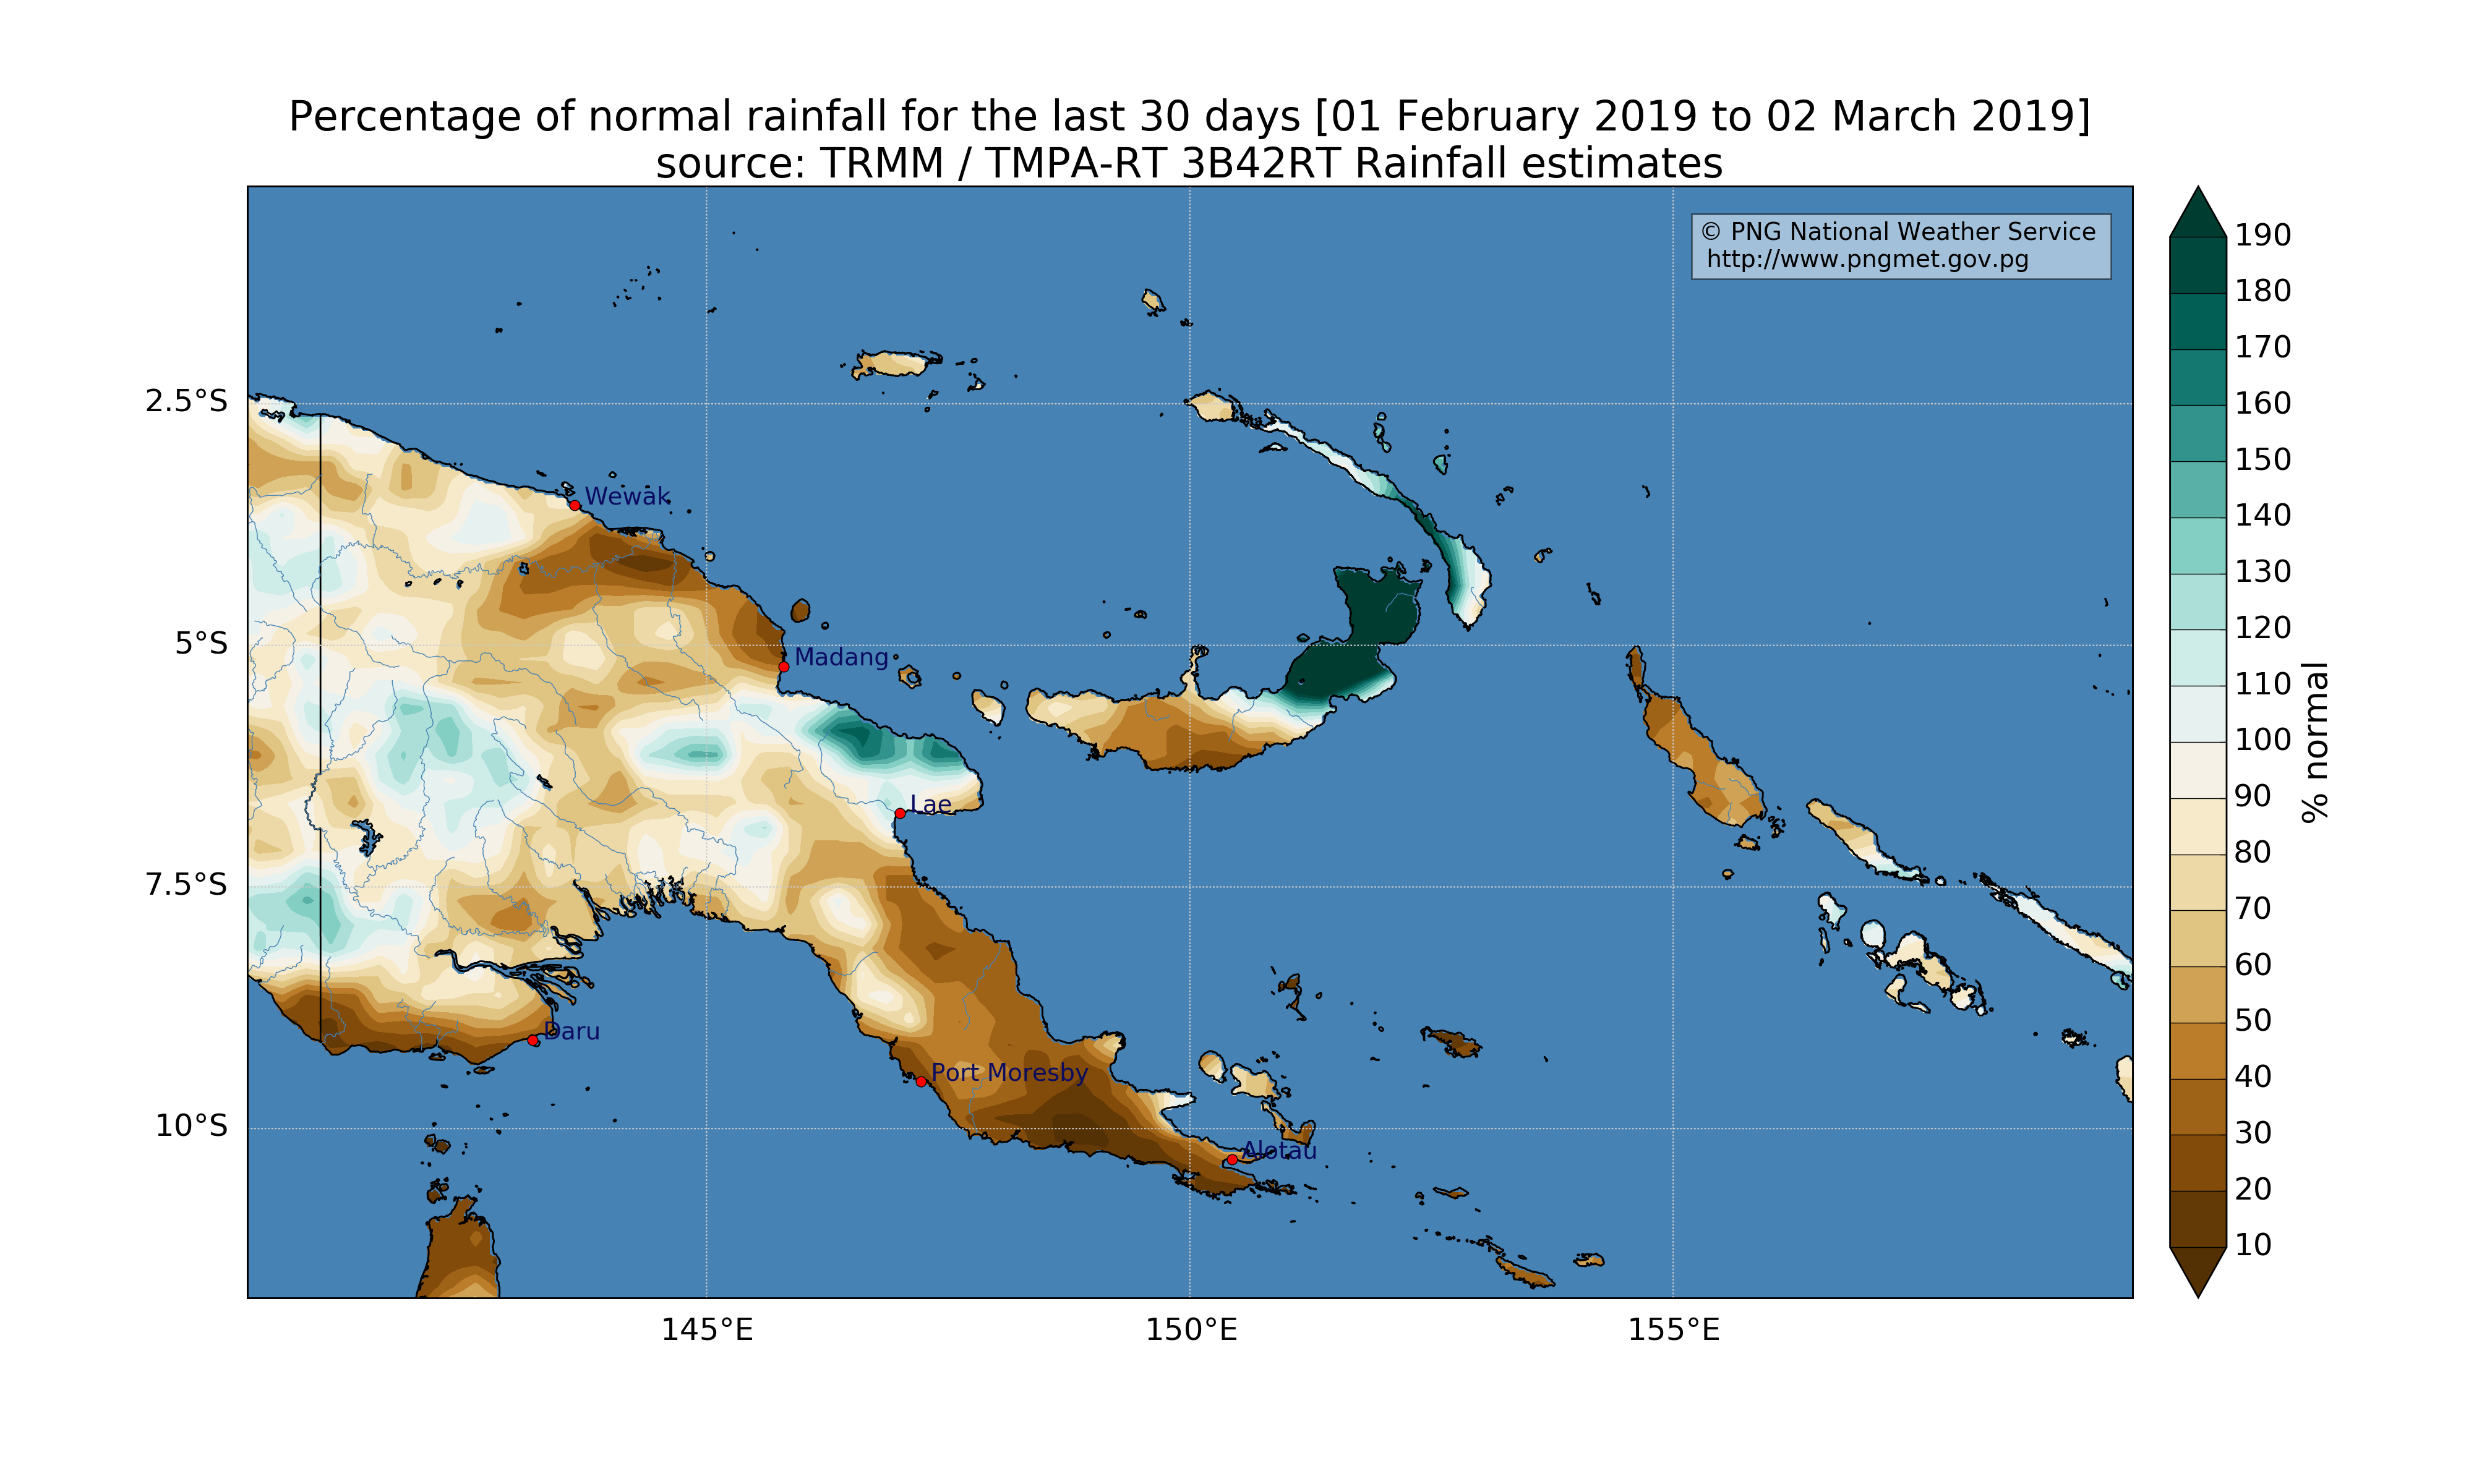 Percentage of normal rainfall for the last 30 days [01 February 2019 to 02 March 2019]
source: TRMM / TMPA-RT 3B42RT Rainfall estimates
© PNG National Weather Service
http://www.pngmet.gov.pg
2.5°S
5°S
7.5°S
10°S
Wewak
Madang
Lae
Daru
Port Moresby
Alotau
145°E
150°E
155°E
190
180
170
160
150
140
130
120
110
100
90
80
70
60
50
40
30
20
10
% normal